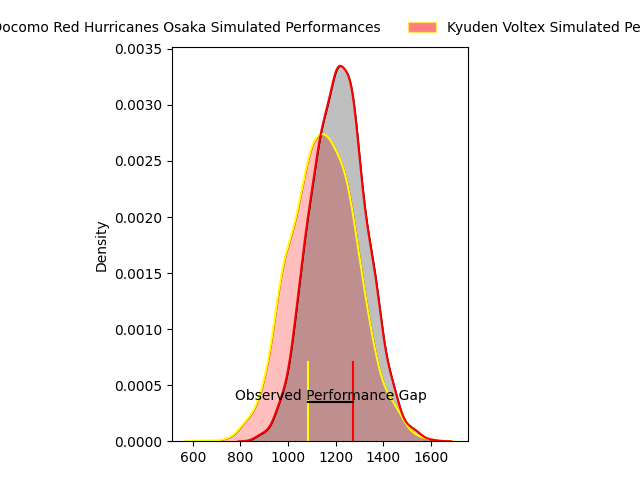 Docomo Red Hurricanes Osaka Simulated Performances
Kyuden Voltex Simulated Pe
0.0035
0.0030
0.0025
0.0020
0.0015
0.0010
0.0005
0.0000
Density
Observed Performance Gap
600 800 1000 1200 1400 1600